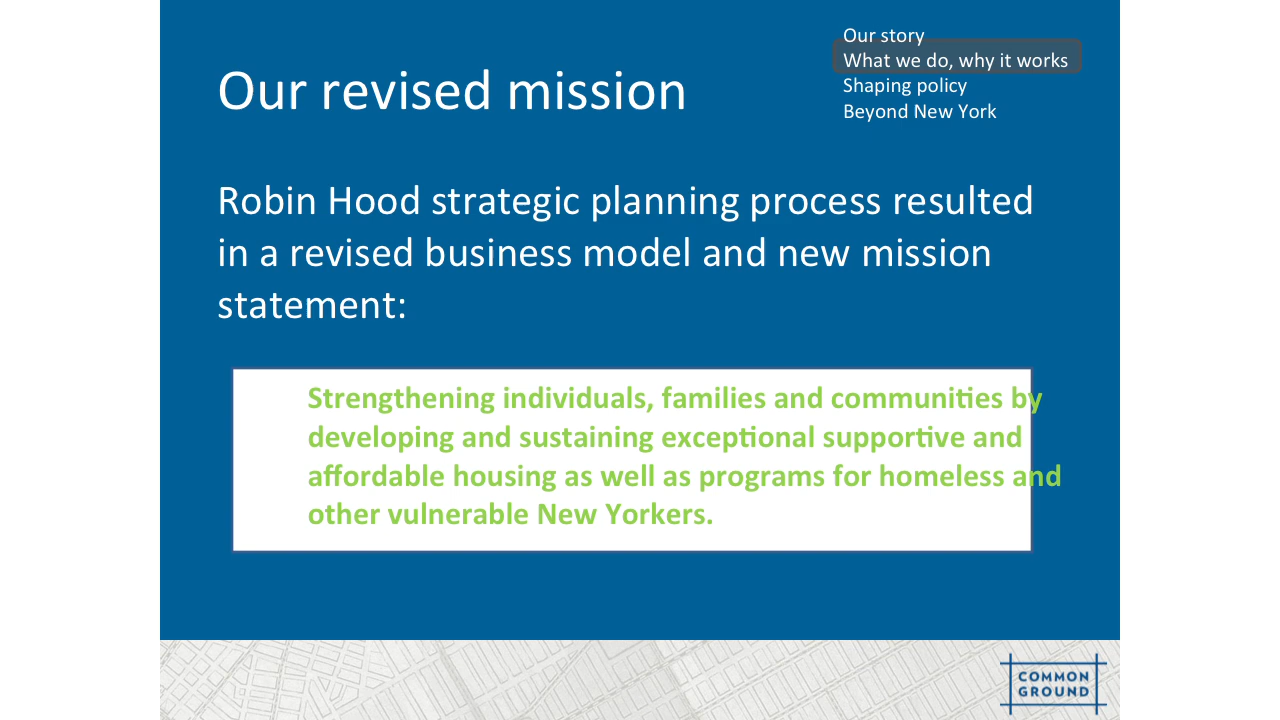 Our story
What we do, why it works
Shaping policy
Beyond New York
Our revised mission
Robin Hood strategic planning process resulted
in a revised business model and new mission
statement:
Strengthening individuals, families and communities by
developing and sustaining exceptional supportive and
affordable housing as well as programs for homeless and
other vulnerable New Yorkers.
COMMON
GROUND